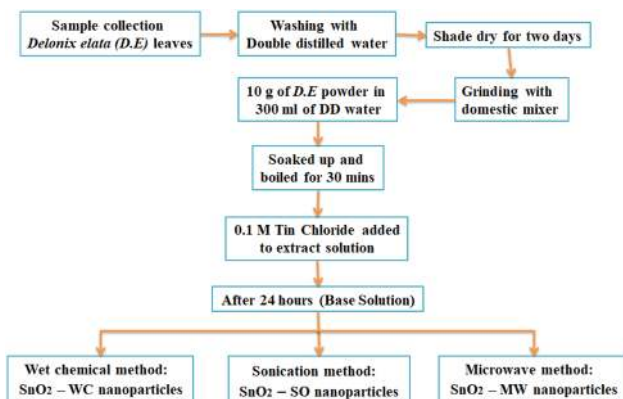 Sample collection
Delonix elata (D.E) leaves
Washing with
Double distilled water
Shade dry for two days
Grinding with
domestic mixer
10 g of D.E powder in
300 ml of DD water
Soaked up and
boiled for 30 mins
0.1 M Tin Chloride added
to extract solution
After 24 hours (Base Solution)
Wet chemical method:
SnO₂ – WC nanoparticles
Sonication method:
SnO₂ – SO nanoparticles
Microwave method:
SnO₂ – MW nanoparticles